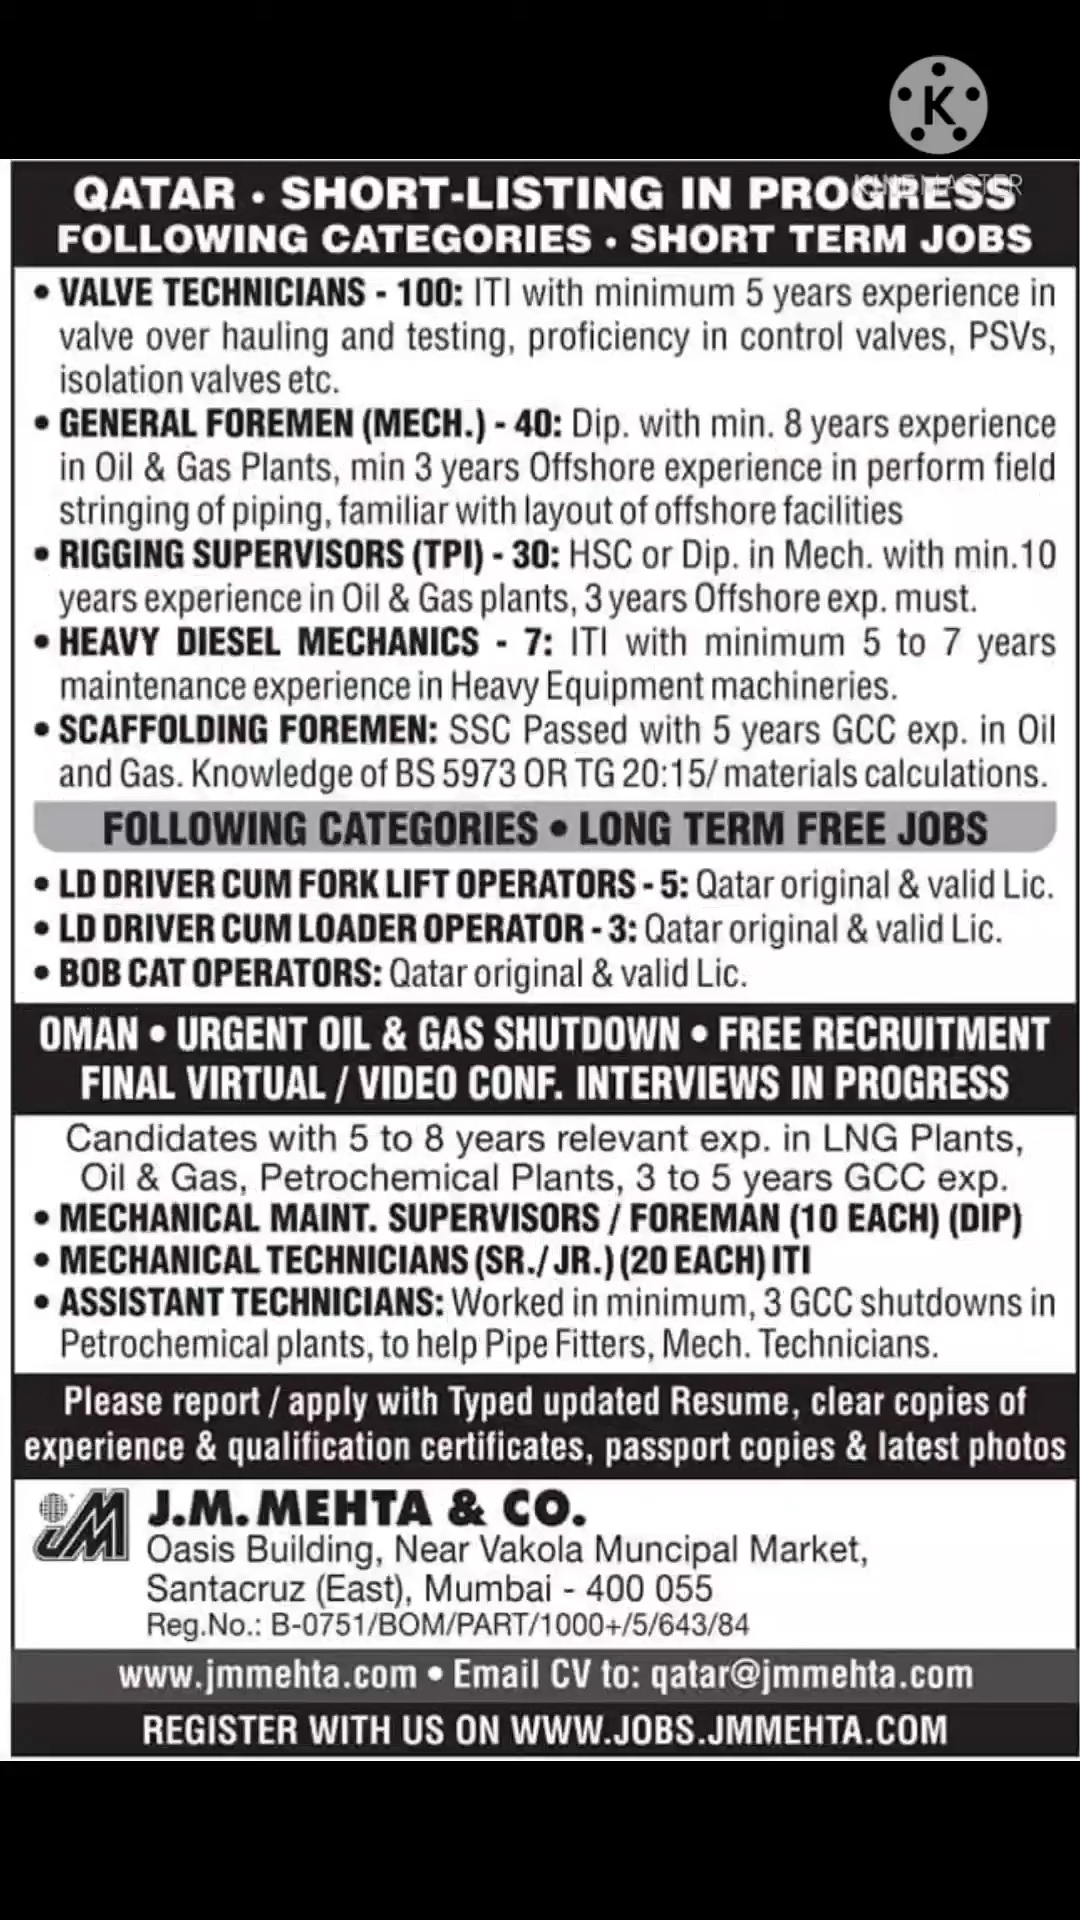 K
KINEMASTER
QATAR • SHORT-LISTING IN PROGRESS
FOLLOWING CATEGORIES • SHORT TERM JOBS
• VALVE TECHNICIANS - 100: ITI with minimum 5 years experience in
valve over hauling and testing, proficiency in control valves, PSVs,
isolation valves etc.
• GENERAL FOREMEN (MECH.) - 40: Dip. with min. 8 years experience
in Oil & Gas Plants, min 3 years Offshore experience in perform field
stringing of piping, familiar with layout of offshore facilities
• RIGGING SUPERVISORS (TPI) - 30: HSC or Dip. in Mech. with min.10
years experience in Oil & Gas plants, 3 years Offshore exp. must.
• HEAVY DIESEL MECHANICS - 7: ITI with minimum 5 to 7 years
maintenance experience in Heavy Equipment machineries.
• SCAFFOLDING FOREMEN: SSC Passed with 5 years GCC exp. in Oil
and Gas. Knowledge of BS 5973 OR TG 20:15/ materials calculations.
FOLLOWING CATEGORIES • LONG TERM FREE JOBS
• LD DRIVER CUM FORK LIFT OPERATORS - 5: Qatar original & valid Lic.
• LD DRIVER CUM LOADER OPERATOR - 3: Qatar original & valid Lic.
• BOB CAT OPERATORS: Qatar original & valid Lic.
OMAN • URGENT OIL & GAS SHUTDOWN • FREE RECRUITMENT
FINAL VIRTUAL / VIDEO CONF. INTERVIEWS IN PROGRESS
Candidates with 5 to 8 years relevant exp. in LNG Plants,
Oil & Gas, Petrochemical Plants, 3 to 5 years GCC exp.
• MECHANICAL MAINT. SUPERVISORS / FOREMAN (10 EACH) (DIP)
• MECHANICAL TECHNICIANS (SR./ JR.) (20 EACH) ITI
• ASSISTANT TECHNICIANS: Worked in minimum, 3 GCC shutdowns in
Petrochemical plants, to help Pipe Fitters, Mech. Technicians.
Please report / apply with Typed updated Resume, clear copies of
experience & qualification certificates, passport copies & latest photos
JM J.M. MEHTA & CO.
Oasis Building, Near Vakola Muncipal Market,
Santacruz (East), Mumbai - 400 055
Reg.No.: B-0751/BOM/PART/1000+/5/643/84
www.jmmehta.com • Email CV to: qatar@jmmehta.com
REGISTER WITH US ON WWW.JOBS.JMMEHTA.COM